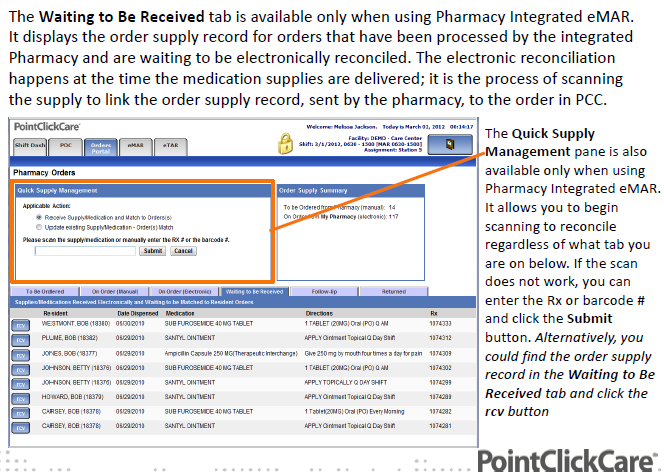 The Waiting to Be Received tab is available only when using Pharmacy Integrated eMAR.
It displays the order supply record for orders that have been processed by the integrated
Pharmacy and are waiting to be electronically reconciled. The electronic reconciliation
happens at the time the medication supplies are delivered; it is the process of scanning
the supply to link the order supply record, sent by the pharmacy, to the order in PCC.
PointClickCare
Welcome: Melissa Jackson. Today is March 01, 2012 06:14:17
Facility: DEMO - Care Center
Shift: 3/1/2012, 0630 - 1500 [MAR 0630-1500]
Assignment: Station 5
Shift Dash
POC
Orders Portal
eMAR
eTAR
Pharmacy Orders
Quick Supply Management
Applicable Action:
Receive Supply/Medication and Match to Orders(s)
Update existing Supply/Medication - Order(s) Match
Please scan the supply/medication or manually enter the RX # or the barcode #.
Submit Cancel
Order Supply Summary
To be Ordered from Pharmacy (manual): 14
On Order from My Pharmacy (electronic): 117
The Quick Supply
Management pane is also
available only when using
Pharmacy Integrated eMAR.
It allows you to begin
scanning to reconcile
regardless of what tab you
are on below. If the scan
does not work, you can
enter the Rx or barcode #
and click the Submit
button. Alternatively, you
could find the order supply
record in the Waiting to Be
Received tab and click the
rcv button
To Be Ordered On Order (Manual) On Order (Electronic) Waiting to be Received Follow-Up Returned
Supplies/Medications Received Electronically and Waiting to be Matched to Resident Orders
Resident Date Dispensed Medication Directions Rx
rcv WESTMONT, BOB (18380) 06/30/2010 SUB FUROSEMIDE 40 MG TABLET 1 TABLET (20MG) Oral (PO) Q AM 1074333
rcv PLUME, BOB (18382) 06/29/2010 SANTYL OINTMENT APPLY Ointment Topical Q Day Shift 1074312
rcv JONES, BOB (18377) 06/29/2010 Ampicillin Capsule 250 MG(Therapeutic Interchange) Give 250 mg by mouth four times a day for pain 1074309
rcv JOHNSON, BETTY (18376) 06/29/2010 SUB FUROSEMIDE 40 MG TABLET 1 TABLET (20MG) Oral (PO) Q AM 1074302
rcv JOHNSON, BETTY (18376) 06/29/2010 SANTYL OINTMENT APPLY TOPICALLY Q DAY SHIFT 1074299
rcv HOWARD, BOB (18379) 06/29/2010 SANTYL OINTMENT APPLY Ointment Topical Q Day Shift 1074289
rcv CARSEY, BOB (18378) 06/29/2010 SUB FUROSEMIDE 40 MG TABLET 1 Tablet(20MG) Oral (PO) Every Morning 1074282
rcv CARSEY, BOB (18378) 06/29/2010 SANTYL OINTMENT APPLY Ointment Topical Q Day Shift 1074281
PointClickCare